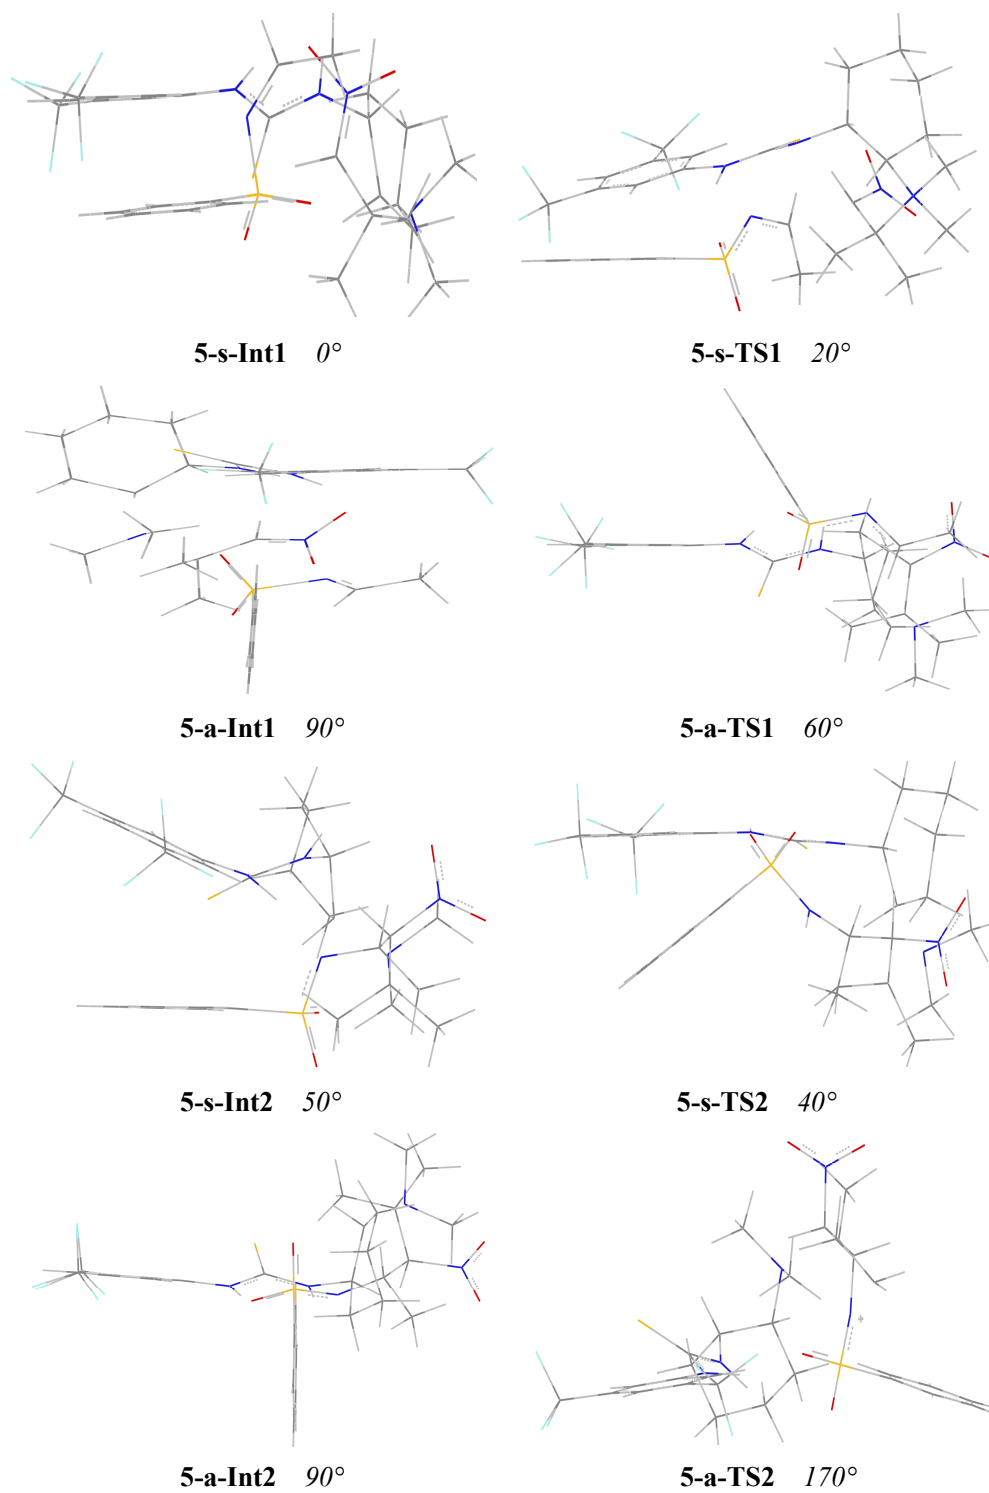 5-s-Int1 0°
5-s-TS1 20°
5-a-Int1 90°
5-a-TS1 60°
5-s-Int2 50°
5-s-TS2 40°
5-a-Int2 90°
5-a-TS2 170°